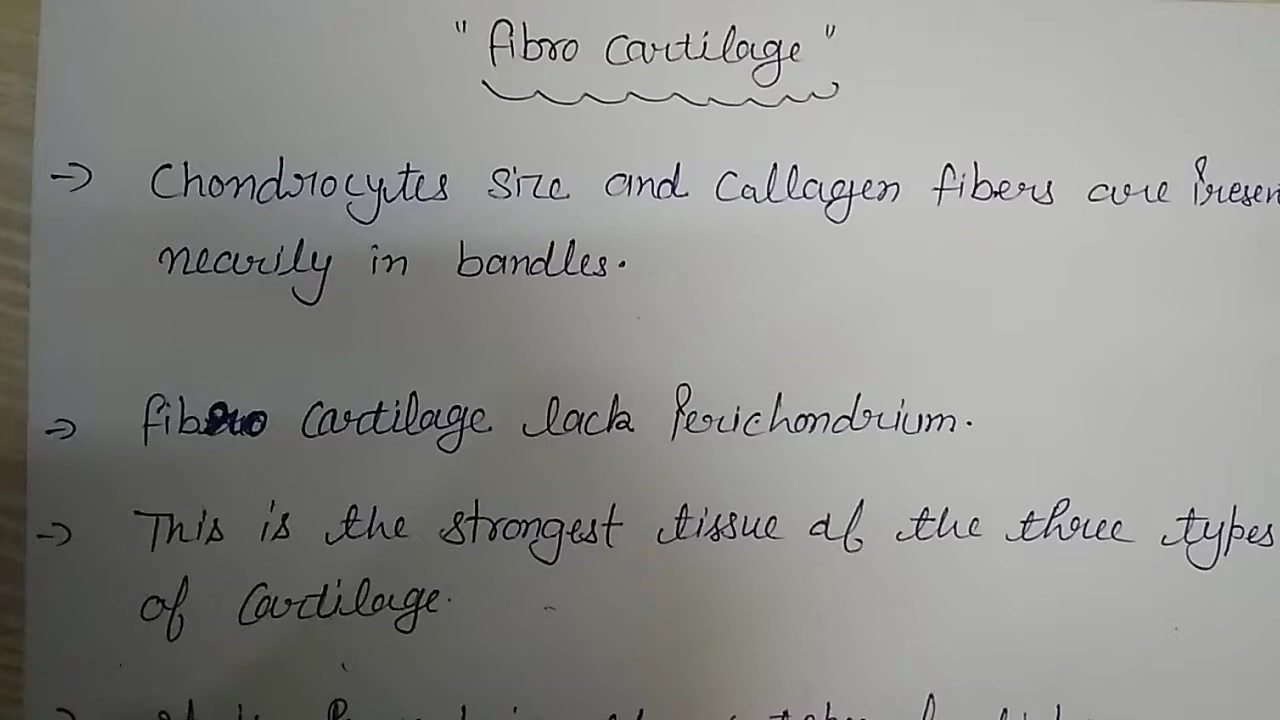 "fibro Cartilage"
→ Chondrocytes Size and Callagen fibers are Presen
nearily in bandles.
⇒ fibro Cartilage lack Perichondrium.
→ This is the strongest tissue of the three types
of Cartilage.